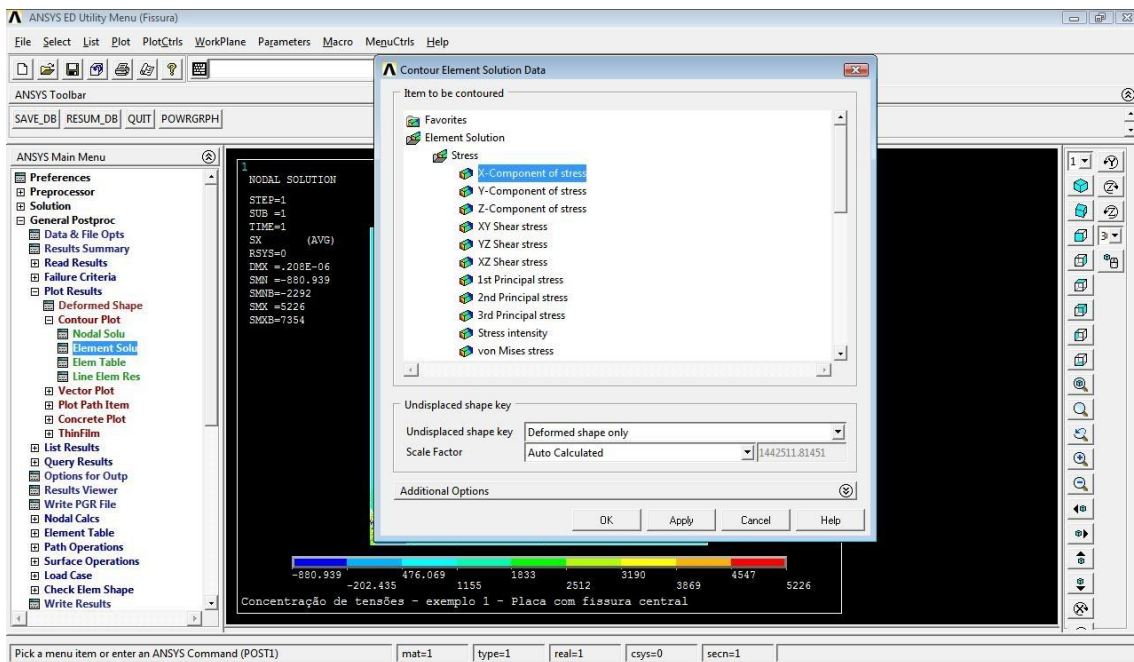 ANSYS ED Utility Menu (Fissura)
File Select List Plot PlotCtrls WorkPlane Parameters Macro MenuCtrls Help
ANSYS Toolbar
SAVE_DB RESUM_DB QUIT POWRGRPH
ANSYS Main Menu
Preferences
Preprocessor
Solution
General Postproc
Data & File Opts
Results Summary
Read Results
Failure Criteria
Plot Results
Deformed Shape
Contour Plot
Nodal Solu
Element Solu
Elem Table
Line Elem Res
Vector Plot
Plot Path Item
Concrete Plot
ThinFilm
List Results
Query Results
Options for Outp
Results Viewer
Write PGR File
Nodal Calcs
Element Table
Path Operations
Surface Operations
Load Case
Check Elem Shape
Write Results
1
NODAL SOLUTION
STEP=1
SUB =1
TIME=1
SX (AVG)
RSYS=0
DMX =.208E-06
SMN =-880.939
SMNB=-2292
SMX =5226
SMXB=7354
Contour Element Solution Data
Item to be contoured
Favorites
Element Solution
Stress
X-Component of stress
Y-Component of stress
Z-Component of stress
XY Shear stress
YZ Shear stress
XZ Shear stress
1st Principal stress
2nd Principal stress
3rd Principal stress
Stress intensity
von Mises stress
Undisplaced shape key
Undisplaced shape key Deformed shape only
Scale Factor Auto Calculated 1442511.81451
Additional Options
OK Apply Cancel Help
-880.939 476.069 1833 3190 4547
-202.435 1155 2512 3869 5226
Concentração de tensões - exemplo 1 - Placa com fissura central
1
Pick a menu item or enter an ANSYS Command (POST1) mat=1 type=1 real=1 csys=0 secn=1